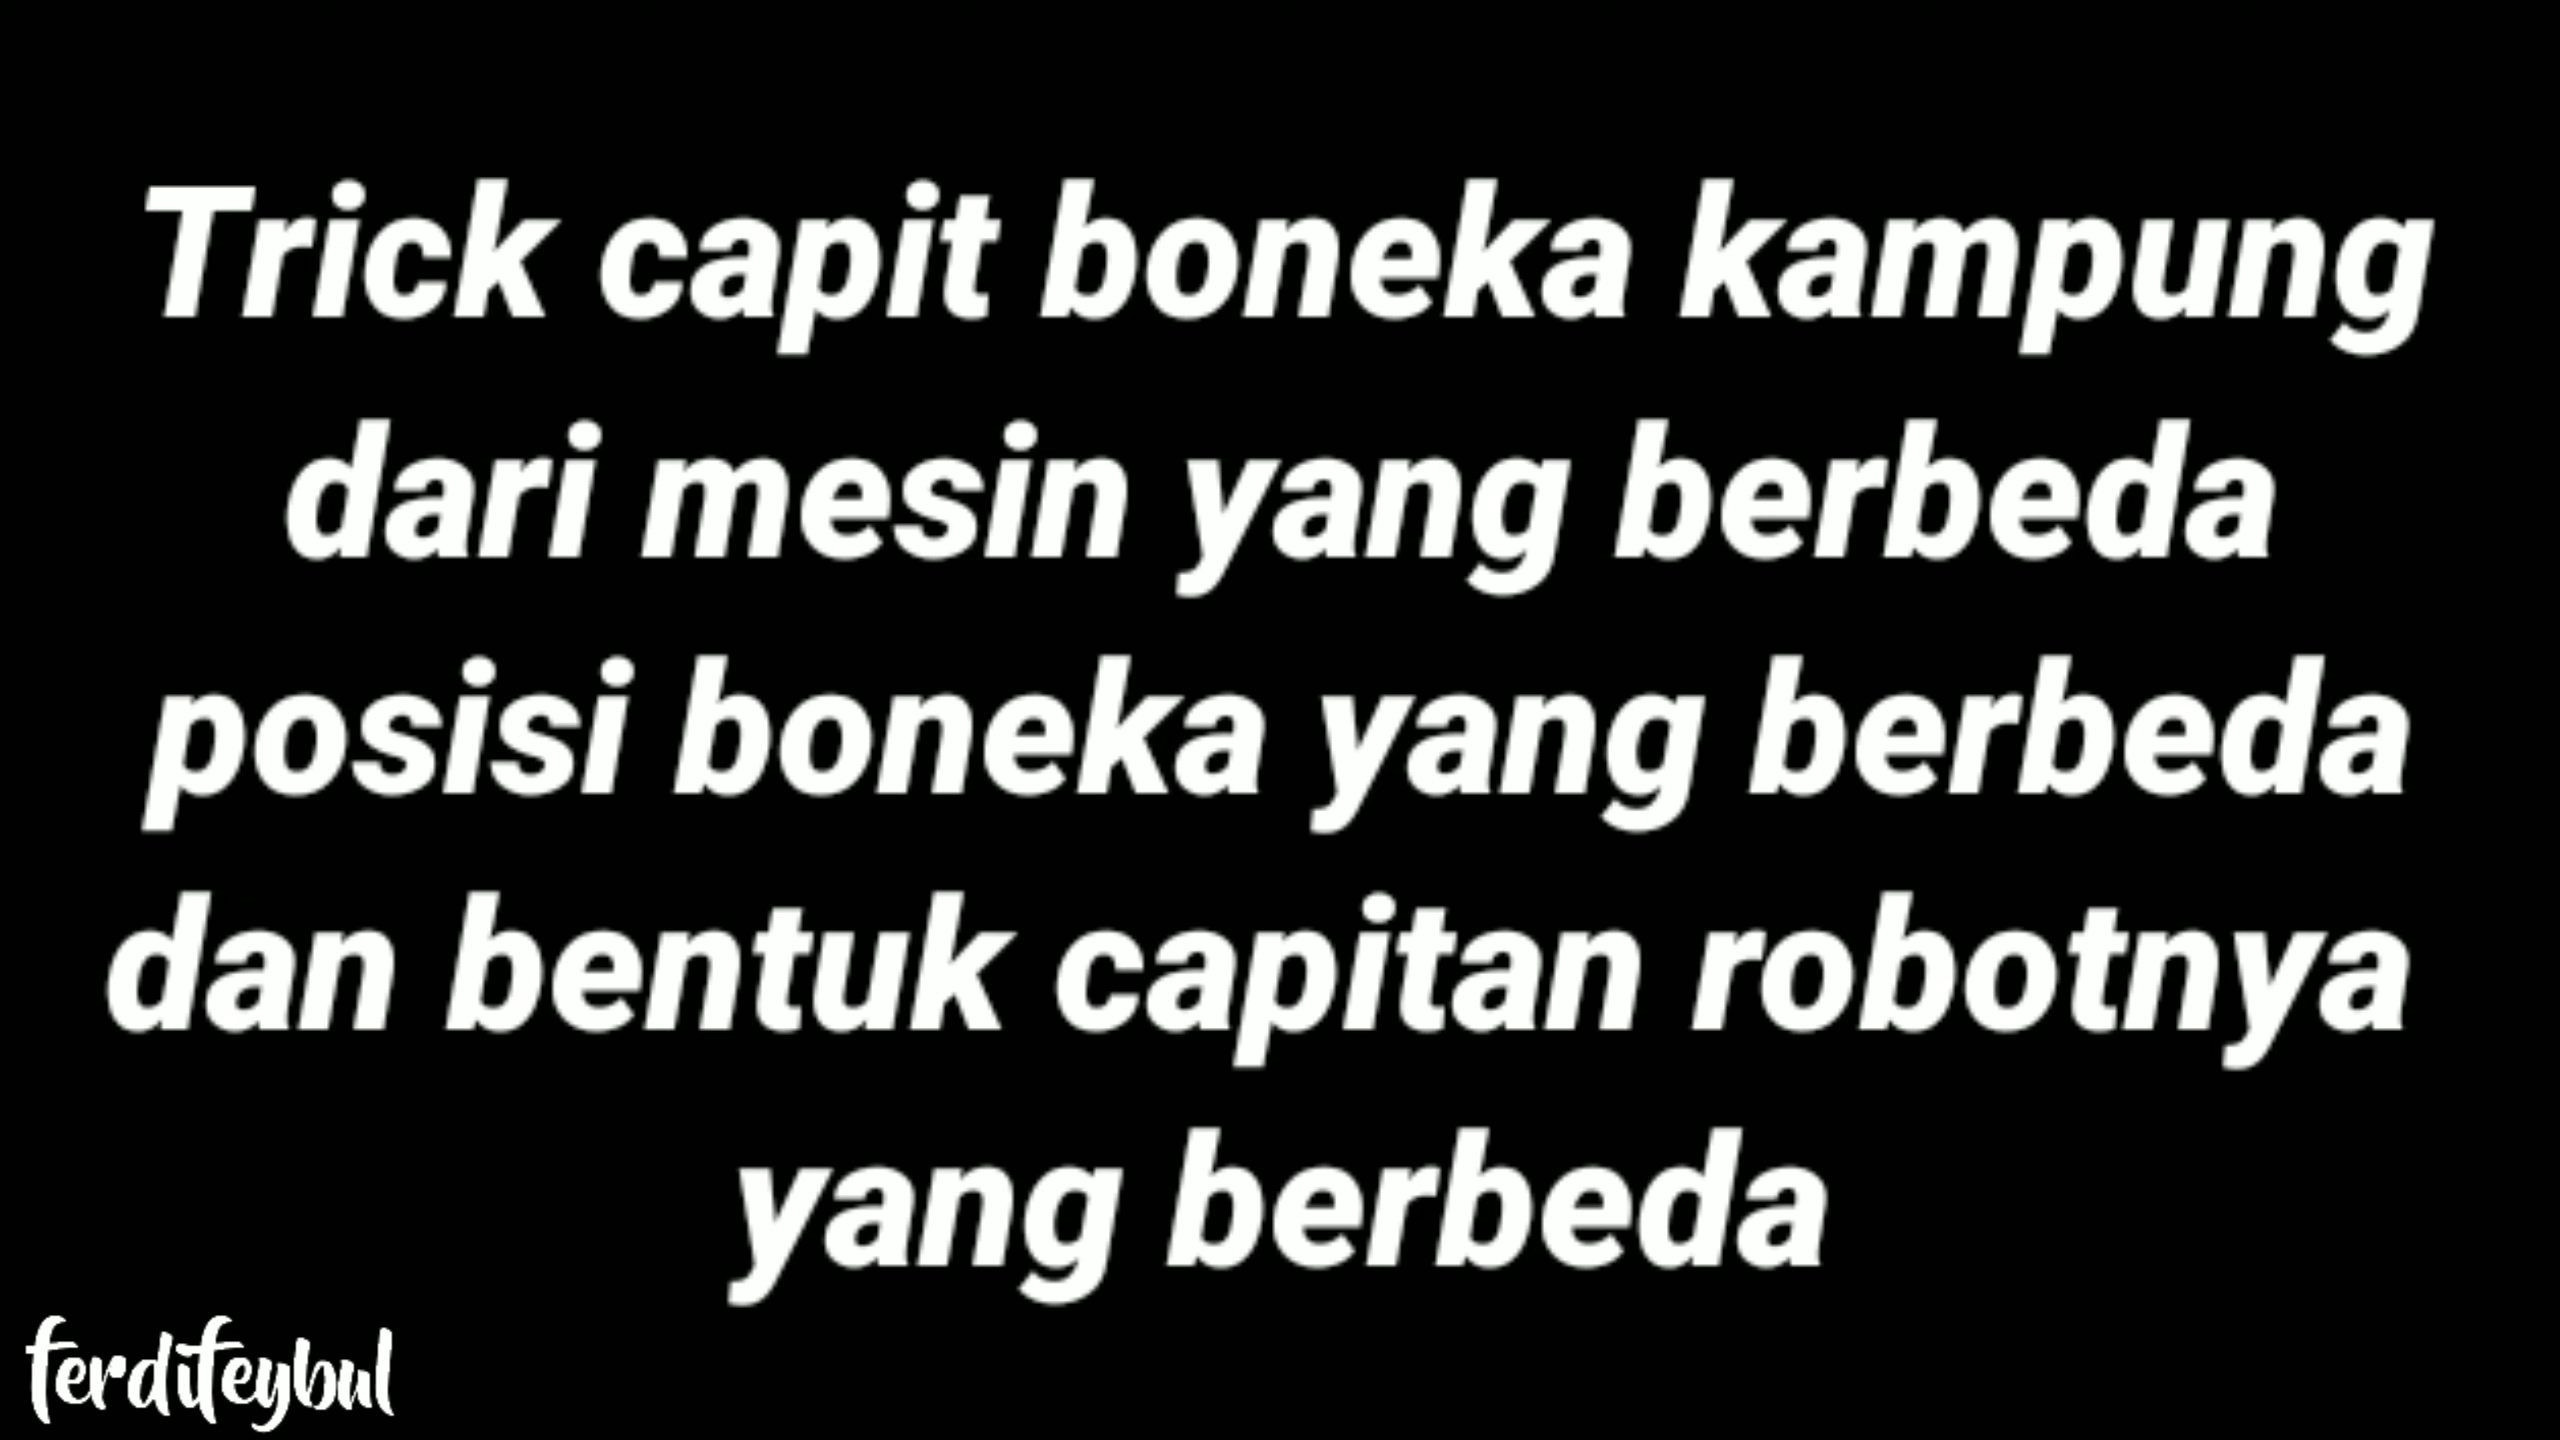 Trick capit boneka kampung
dari mesin yang berbeda
posisi boneka yang berbeda
dan bentuk capitan robotnya
yang berbeda
ferdifeybul